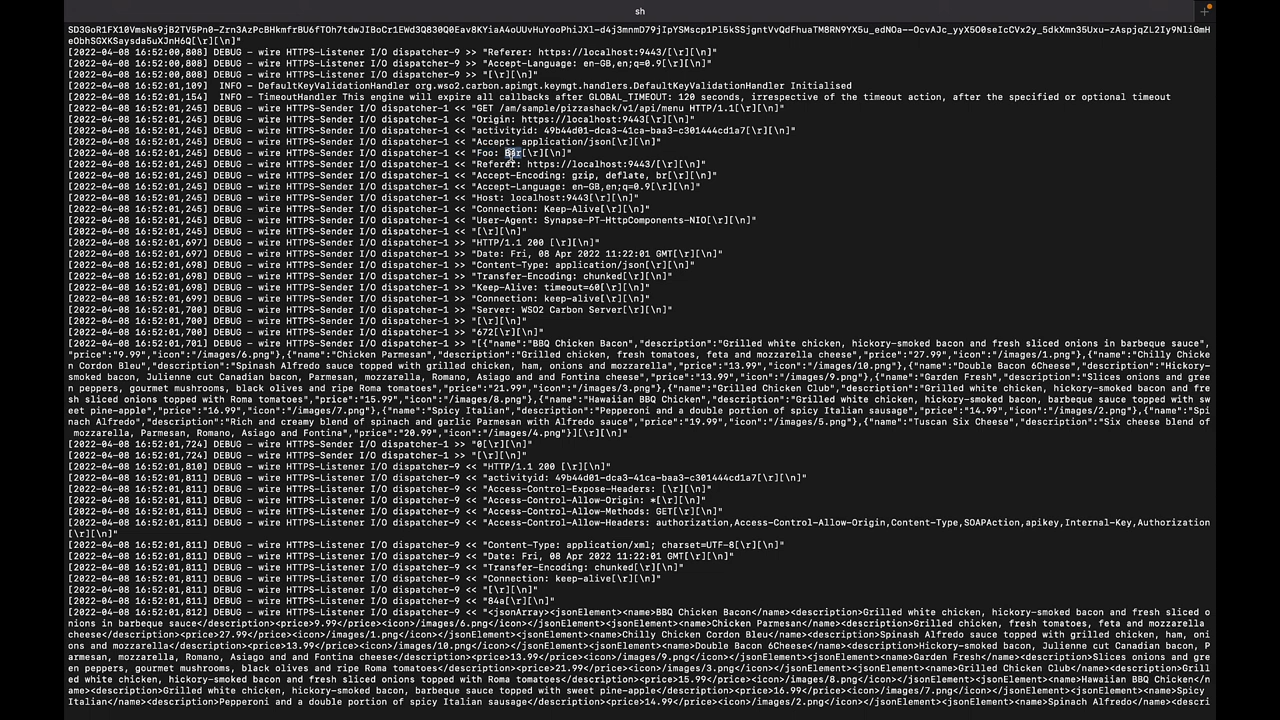 sh
SD3GoR1FX10VmsNs9jB2TV5Pn0-Zrn3AzPcBHkmfrBU6fTOh7tdwJIBoCr1EWd3Q830Q0Eav8KYiaA4oUUvHuYooPhiJXl-d4j3mnmD79jIpYSMscp1Pl5kSSjgntVvQdFhuaTM8RN9YX5u_edNOa--OcvAJc_yyX5O0seIcCVx2y_5dkXmn35Uxu-zAspjqZL2Iy9NliGmH
eObhSGXKSaysda5uXJnH6Q[\r][\n]"
[2022-04-08 16:52:00,808] DEBUG - wire HTTPS-Listener I/O dispatcher-9 >> "Referer: https://localhost:9443/[\r][\n]"
[2022-04-08 16:52:00,808] DEBUG - wire HTTPS-Listener I/O dispatcher-9 >> "Accept-Language: en-GB,en;q=0.9[\r][\n]"
[2022-04-08 16:52:00,808] DEBUG - wire HTTPS-Listener I/O dispatcher-9 >> "[\r][\n]"
[2022-04-08 16:52:01,109]  INFO - DefaultKeyValidationHandler org.wso2.carbon.apimgt.keymgt.handlers.DefaultKeyValidationHandler Initialised
[2022-04-08 16:52:01,154]  INFO - TimeoutHandler This engine will expire all callbacks after GLOBAL_TIMEOUT: 120 seconds, irrespective of the timeout action, after the specified or optional timeout
[2022-04-08 16:52:01,245] DEBUG - wire HTTPS-Sender I/O dispatcher-1 << "GET /am/sample/pizzashack/v1/api/menu HTTP/1.1[\r][\n]"
[2022-04-08 16:52:01,245] DEBUG - wire HTTPS-Sender I/O dispatcher-1 << "Origin: https://localhost:9443[\r][\n]"
[2022-04-08 16:52:01,245] DEBUG - wire HTTPS-Sender I/O dispatcher-1 << "activityid: 49b44d01-dca3-41ca-baa3-c301444cd1a7[\r][\n]"
[2022-04-08 16:52:01,245] DEBUG - wire HTTPS-Sender I/O dispatcher-1 << "Accept: application/json[\r][\n]"
[2022-04-08 16:52:01,245] DEBUG - wire HTTPS-Sender I/O dispatcher-1 << "Foo: Bar[\r][\n]"
[2022-04-08 16:52:01,245] DEBUG - wire HTTPS-Sender I/O dispatcher-1 << "Referer: https://localhost:9443/[\r][\n]"
[2022-04-08 16:52:01,245] DEBUG - wire HTTPS-Sender I/O dispatcher-1 << "Accept-Encoding: gzip, deflate, br[\r][\n]"
[2022-04-08 16:52:01,245] DEBUG - wire HTTPS-Sender I/O dispatcher-1 << "Accept-Language: en-GB,en;q=0.9[\r][\n]"
[2022-04-08 16:52:01,245] DEBUG - wire HTTPS-Sender I/O dispatcher-1 << "Host: localhost:9443[\r][\n]"
[2022-04-08 16:52:01,245] DEBUG - wire HTTPS-Sender I/O dispatcher-1 << "Connection: Keep-Alive[\r][\n]"
[2022-04-08 16:52:01,245] DEBUG - wire HTTPS-Sender I/O dispatcher-1 << "User-Agent: Synapse-PT-HttpComponents-NIO[\r][\n]"
[2022-04-08 16:52:01,245] DEBUG - wire HTTPS-Sender I/O dispatcher-1 << "[\r][\n]"
[2022-04-08 16:52:01,697] DEBUG - wire HTTPS-Sender I/O dispatcher-1 >> "HTTP/1.1 200 [\r][\n]"
[2022-04-08 16:52:01,697] DEBUG - wire HTTPS-Sender I/O dispatcher-1 >> "Date: Fri, 08 Apr 2022 11:22:01 GMT[\r][\n]"
[2022-04-08 16:52:01,698] DEBUG - wire HTTPS-Sender I/O dispatcher-1 >> "Content-Type: application/json[\r][\n]"
[2022-04-08 16:52:01,698] DEBUG - wire HTTPS-Sender I/O dispatcher-1 >> "Transfer-Encoding: chunked[\r][\n]"
[2022-04-08 16:52:01,698] DEBUG - wire HTTPS-Sender I/O dispatcher-1 >> "Keep-Alive: timeout=60[\r][\n]"
[2022-04-08 16:52:01,699] DEBUG - wire HTTPS-Sender I/O dispatcher-1 >> "Connection: keep-alive[\r][\n]"
[2022-04-08 16:52:01,700] DEBUG - wire HTTPS-Sender I/O dispatcher-1 >> "Server: WSO2 Carbon Server[\r][\n]"
[2022-04-08 16:52:01,700] DEBUG - wire HTTPS-Sender I/O dispatcher-1 >> "[\r][\n]"
[2022-04-08 16:52:01,701] DEBUG - wire HTTPS-Sender I/O dispatcher-1 >> "672[\r][\n]"
[2022-04-08 16:52:01,701] DEBUG - wire HTTPS-Sender I/O dispatcher-1 >> "[{"name":"BBQ Chicken Bacon","description":"Grilled white chicken, hickory-smoked bacon and fresh sliced onions in barbeque sauce",
"price":"9.99","icon":"/images/6.png"},{"name":"Chicken Parmesan","description":"Grilled chicken, fresh tomatoes, feta and mozzarella cheese","price":"27.99","icon":"/images/1.png"},{"name":"Chilly Chicke
n Cordon Bleu","description":"Spinash Alfredo sauce topped with grilled chicken, ham, onions and mozzarella","price":"13.99","icon":"/images/10.png"},{"name":"Double Bacon 6Cheese","description":"Hickory-
smoked bacon, Julienne cut Canadian bacon, Parmesan, mozzarella, Romano, Asiago and and Fontina cheese","price":"13.99","icon":"/images/9.png"},{"name":"Garden Fresh","description":"Slices onions and gree
n peppers, gourmet mushrooms, black olives and ripe Roma tomatoes","price":"21.99","icon":"/images/3.png"},{"name":"Grilled Chicken Club","description":"Grilled white chicken, hickory-smoked bacon and fre
sh sliced onions topped with Roma tomatoes","price":"15.99","icon":"/images/8.png"},{"name":"Hawaiian BBQ Chicken","description":"Grilled white chicken, hickory-smoked bacon, barbeque sauce topped with sw
eet pine-apple","price":"16.99","icon":"/images/7.png"},{"name":"Spicy Italian","description":"Pepperoni and a double portion of spicy Italian sausage","price":"14.99","icon":"/images/2.png"},{"name":"Spi
nach Alfredo","description":"Rich and creamy blend of spinach and garlic Parmesan with Alfredo sauce","price":"19.99","icon":"/images/5.png"},{"name":"Tuscan Six Cheese","description":"Six cheese blend of
 mozzarella, Parmesan, Romano, Asiago and Fontina","price":"20.99","icon":"/images/4.png"}][\r][\n]"
[2022-04-08 16:52:01,724] DEBUG - wire HTTPS-Sender I/O dispatcher-1 >> "0[\r][\n]"
[2022-04-08 16:52:01,724] DEBUG - wire HTTPS-Sender I/O dispatcher-1 >> "[\r][\n]"
[2022-04-08 16:52:01,810] DEBUG - wire HTTPS-Listener I/O dispatcher-9 << "HTTP/1.1 200 [\r][\n]"
[2022-04-08 16:52:01,811] DEBUG - wire HTTPS-Listener I/O dispatcher-9 << "activityid: 49b44d01-dca3-41ca-baa3-c301444cd1a7[\r][\n]"
[2022-04-08 16:52:01,811] DEBUG - wire HTTPS-Listener I/O dispatcher-9 << "Access-Control-Expose-Headers: [\r][\n]"
[2022-04-08 16:52:01,811] DEBUG - wire HTTPS-Listener I/O dispatcher-9 << "Access-Control-Allow-Origin: *[\r][\n]"
[2022-04-08 16:52:01,811] DEBUG - wire HTTPS-Listener I/O dispatcher-9 << "Access-Control-Allow-Methods: GET[\r][\n]"
[2022-04-08 16:52:01,811] DEBUG - wire HTTPS-Listener I/O dispatcher-9 << "Access-Control-Allow-Headers: authorization,Access-Control-Allow-Origin,Content-Type,SOAPAction,apikey,Internal-Key,Authorization
[\r][\n]"
[2022-04-08 16:52:01,811] DEBUG - wire HTTPS-Listener I/O dispatcher-9 << "Content-Type: application/xml; charset=UTF-8[\r][\n]"
[2022-04-08 16:52:01,811] DEBUG - wire HTTPS-Listener I/O dispatcher-9 << "Date: Fri, 08 Apr 2022 11:22:01 GMT[\r][\n]"
[2022-04-08 16:52:01,811] DEBUG - wire HTTPS-Listener I/O dispatcher-9 << "Transfer-Encoding: chunked[\r][\n]"
[2022-04-08 16:52:01,811] DEBUG - wire HTTPS-Listener I/O dispatcher-9 << "Connection: keep-alive[\r][\n]"
[2022-04-08 16:52:01,811] DEBUG - wire HTTPS-Listener I/O dispatcher-9 << "[\r][\n]"
[2022-04-08 16:52:01,811] DEBUG - wire HTTPS-Listener I/O dispatcher-9 << "84a[\r][\n]"
[2022-04-08 16:52:01,812] DEBUG - wire HTTPS-Listener I/O dispatcher-9 << "<jsonArray><jsonElement><name>BBQ Chicken Bacon</name><description>Grilled white chicken, hickory-smoked bacon and fresh sliced o
nions in barbeque sauce</description><price>9.99</price><icon>/images/6.png</icon></jsonElement><jsonElement><name>Chicken Parmesan</name><description>Grilled chicken, fresh tomatoes, feta and mozzarella
cheese</description><price>27.99</price><icon>/images/1.png</icon></jsonElement><jsonElement><name>Chilly Chicken Cordon Bleu</name><description>Spinash Alfredo sauce topped with grilled chicken, ham, oni
ons and mozzarella</description><price>13.99</price><icon>/images/10.png</icon></jsonElement><jsonElement><name>Double Bacon 6Cheese</name><description>Hickory-smoked bacon, Julienne cut Canadian bacon, P
armesan, mozzarella, Romano, Asiago and and Fontina cheese</description><price>13.99</price><icon>/images/9.png</icon></jsonElement><jsonElement><name>Garden Fresh</name><description>Slices onions and gre
en peppers, gourmet mushrooms, black olives and ripe Roma tomatoes</description><price>21.99</price><icon>/images/3.png</icon></jsonElement><jsonElement><name>Grilled Chicken Club</name><description>Grill
ed white chicken, hickory-smoked bacon and fresh sliced onions topped with Roma tomatoes</description><price>15.99</price><icon>/images/8.png</icon></jsonElement><jsonElement><name>Hawaiian BBQ Chicken</n
ame><description>Grilled white chicken, hickory-smoked bacon, barbeque sauce topped with sweet pine-apple</description><price>16.99</price><icon>/images/7.png</icon></jsonElement><jsonElement><name>Spicy
Italian</name><description>Pepperoni and a double portion of spicy Italian sausage</description><price>14.99</price><icon>/images/2.png</icon></jsonElement><jsonElement><name>Spinach Alfredo</name><descri